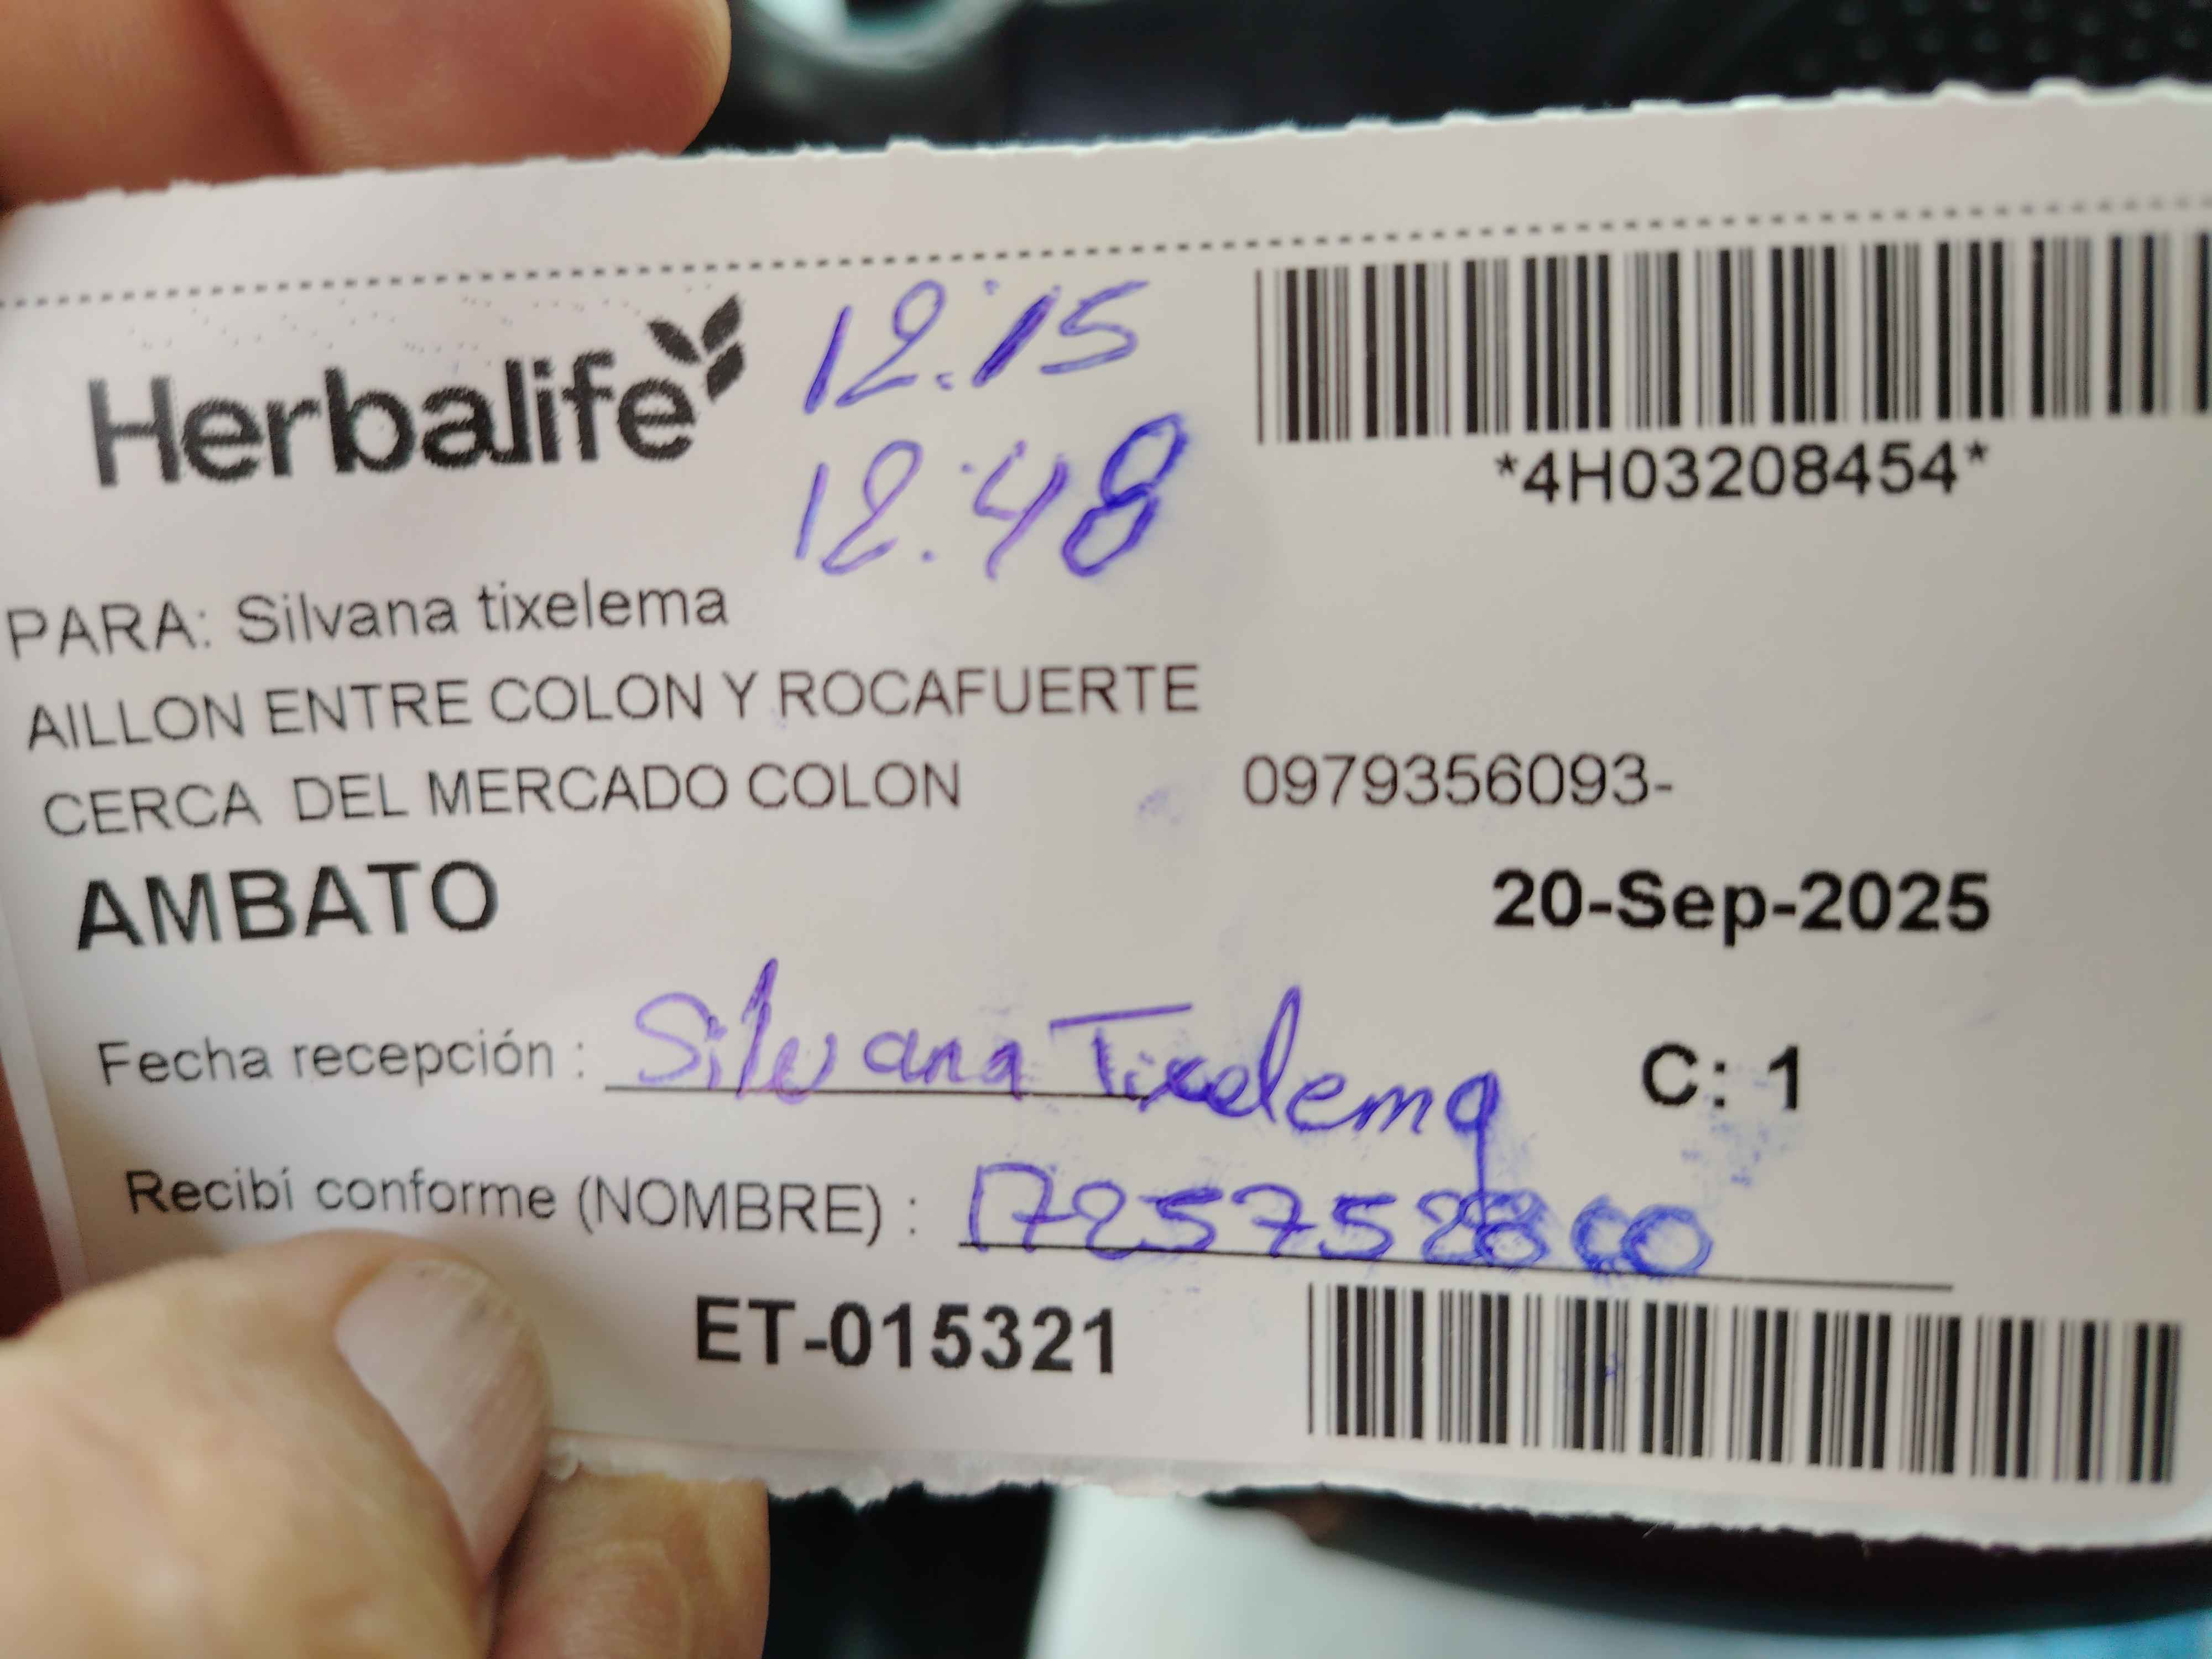 Herbalife
12:15
12:48
*4H03208454*
PARA: Silvana tixelema
AILLON ENTRE COLON Y ROCAFUERTE
CERCA DEL MERCADO COLON 0979356093-
AMBATO
20-Sep-2025
Fecha recepción : Silvana Tixelema
C: 1
Recibí conforme (NOMBRE) :
ET-015321